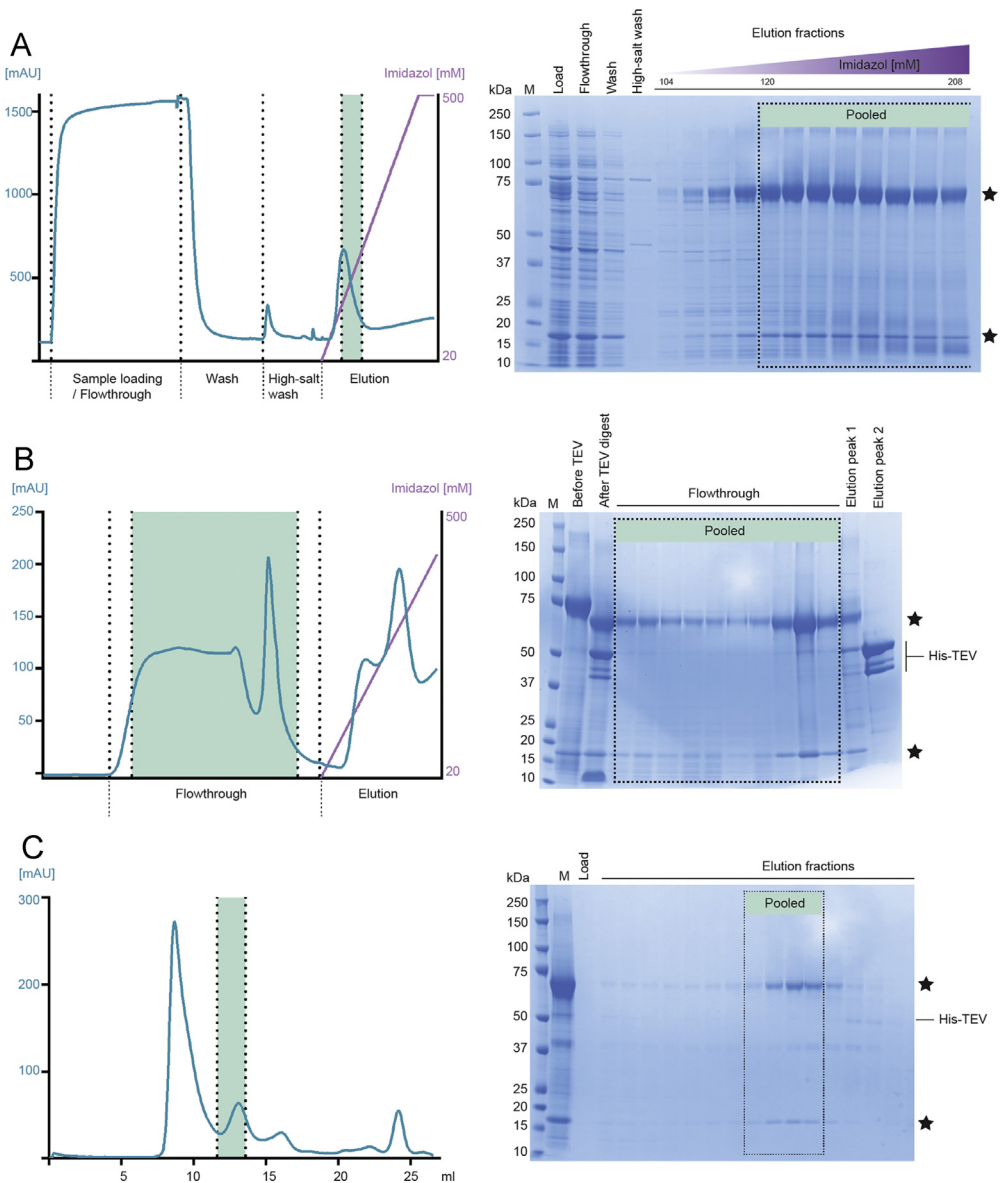 A
[mAU]
Imidazol [mM]
1500
1000
500
500
20
Sample loading
/ Flowthrough
Wash
High-salt
wash
Elution
Elution fractions
Imidazol [mM]
104
120
208
kDa
M
Load
Flowthrough
Wash
High-salt wash
Pooled
250
150
100
75
50
37
25
20
15
10
B
[mAU]
Imidazol [mM]
250
200
150
100
50
500
20
Flowthrough
Elution
kDa
M
Before TEV
After TEV digest
Flowthrough
Elution peak 1
Elution peak 2
Pooled
250
150
100
75
50
37
25
20
15
10
His-TEV
C
[mAU]
300
200
100
5
10
15
20
25
ml
kDa
M
Load
Elution fractions
Pooled
250
150
100
75
50
37
25
20
15
10
His-TEV